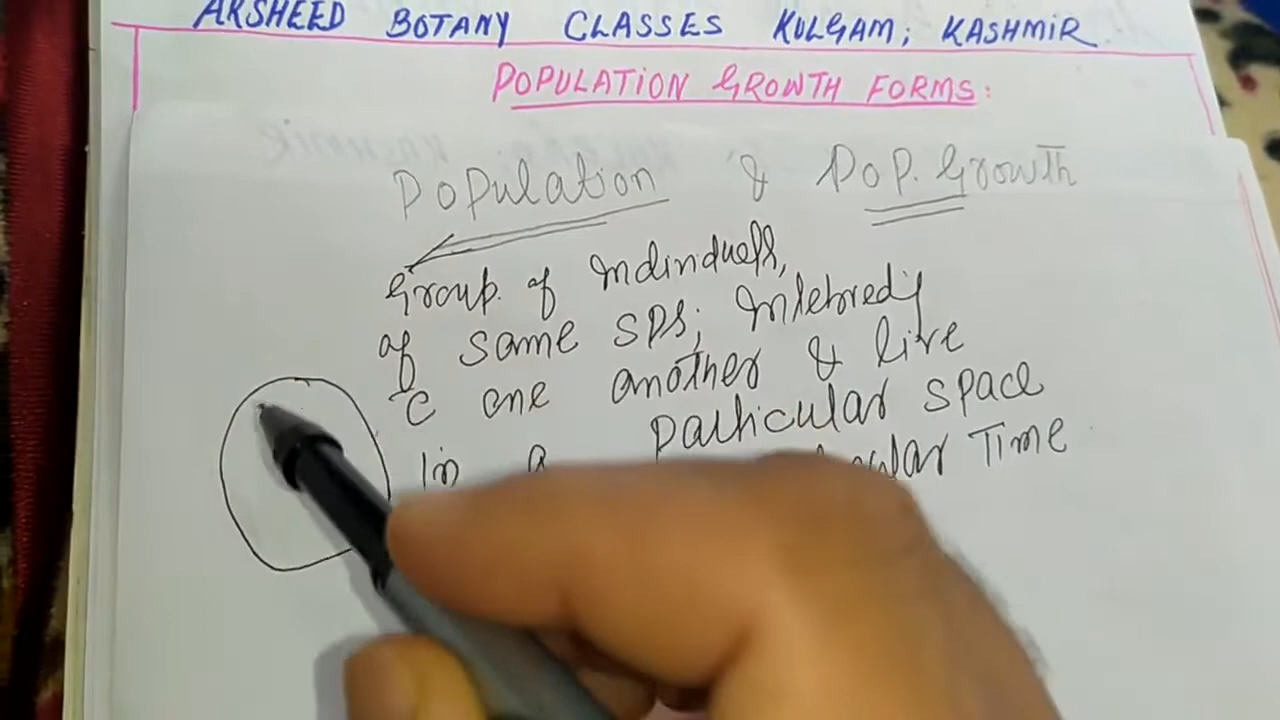 ARSHEED BOTANY CLASSES KULGAM; KASHMIR.
POPULATION GROWTH FORMS:
Population & POP. Growth
Group. of Individuals,
of same SPS; Interbredy
c̄ one another & live
In a particular space
Time